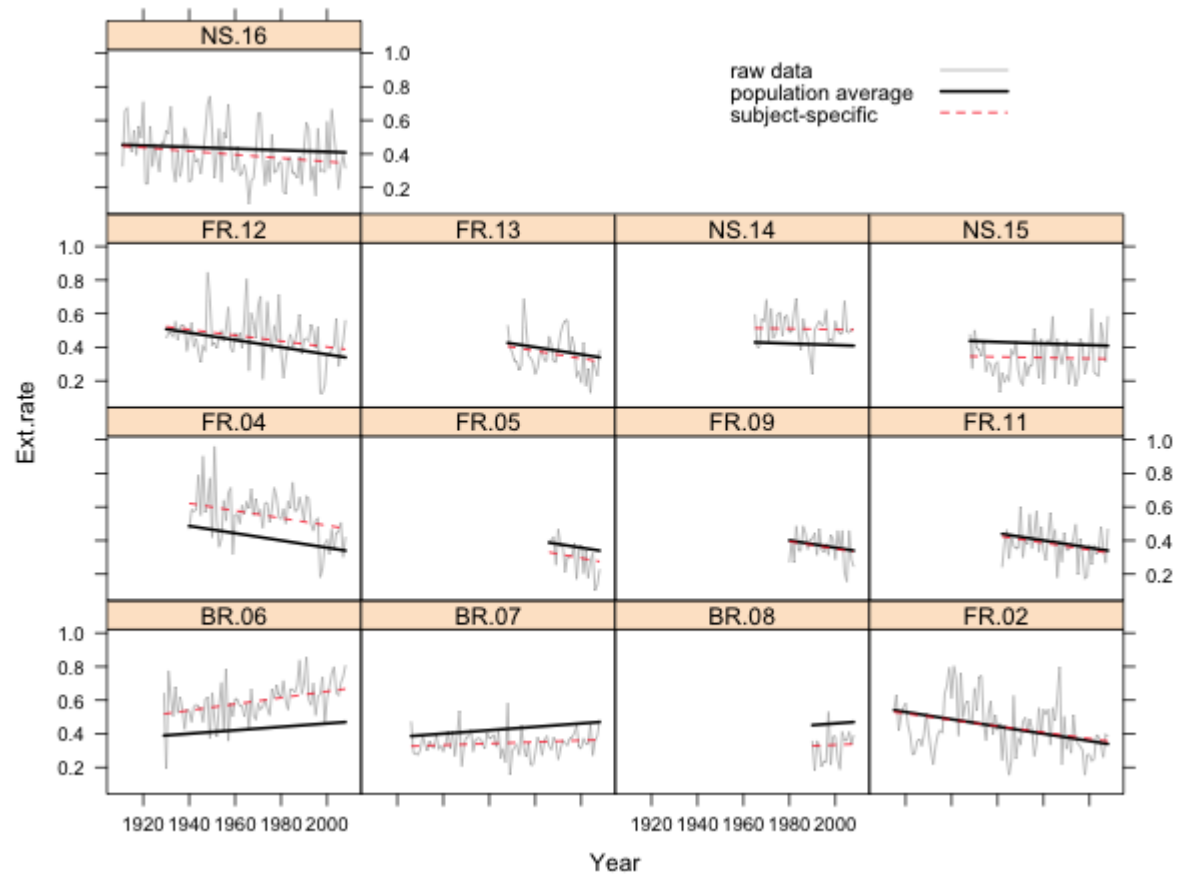 NS.16
1.0
0.8
0.6
0.4
0.2
raw data
population average
subject-specific
FR.12 FR.13 NS.14 NS.15
1.0
0.8
0.6
0.4
0.2
FR.04 FR.05 FR.09 FR.11
1.0
0.8
0.6
0.4
0.2
BR.06 BR.07 BR.08 FR.02
1.0
0.8
0.6
0.4
0.2
Ext.rate
1920 1940 1960 1980 2000 1920 1940 1960 1980 2000
Year